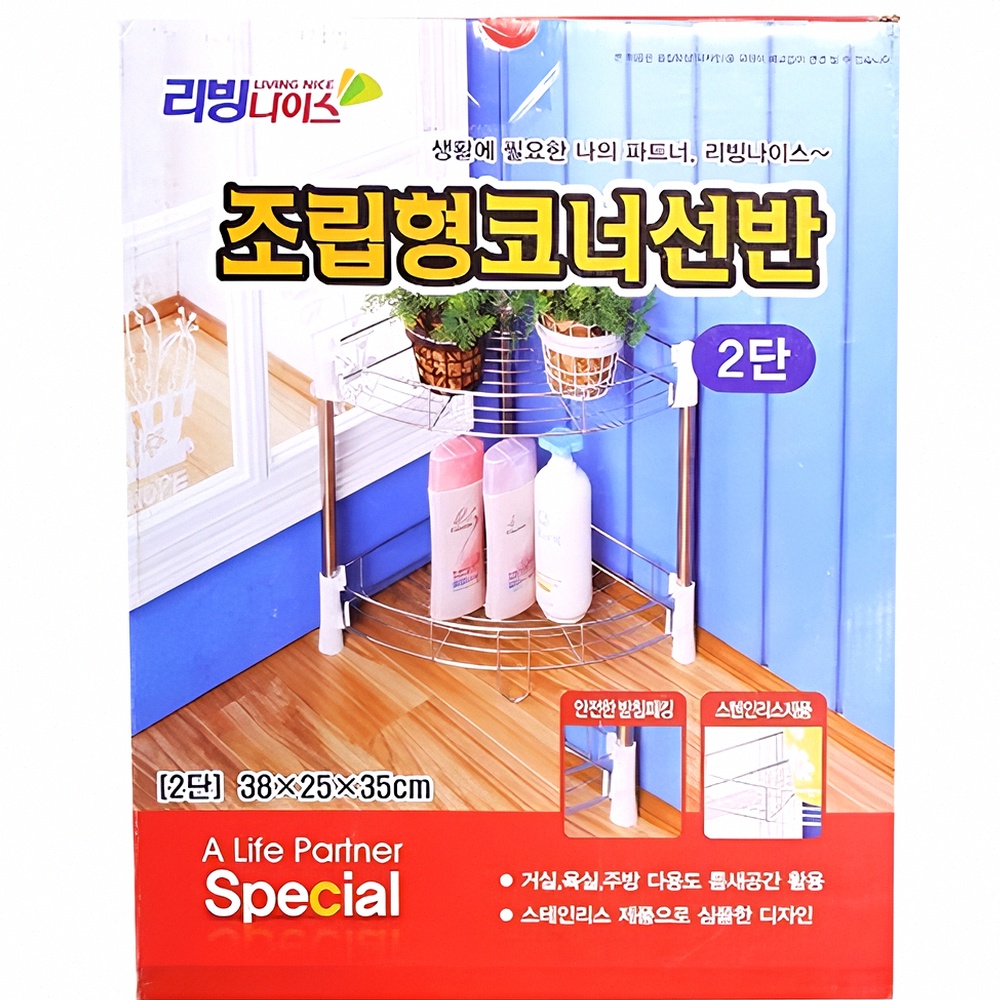 LIVING NICE
리빙나이스
생활에 필요한 나의 파트너, 리빙나이스~
조립형코너선반
2단
안전한 받침패킹
스텐인리스제품
[2단] 38×25×35cm
A Life Partner
Special
● 거실,욕실,주방 다용도 틈새공간 활용
● 스테인리스 제품으로 심플한 디자인